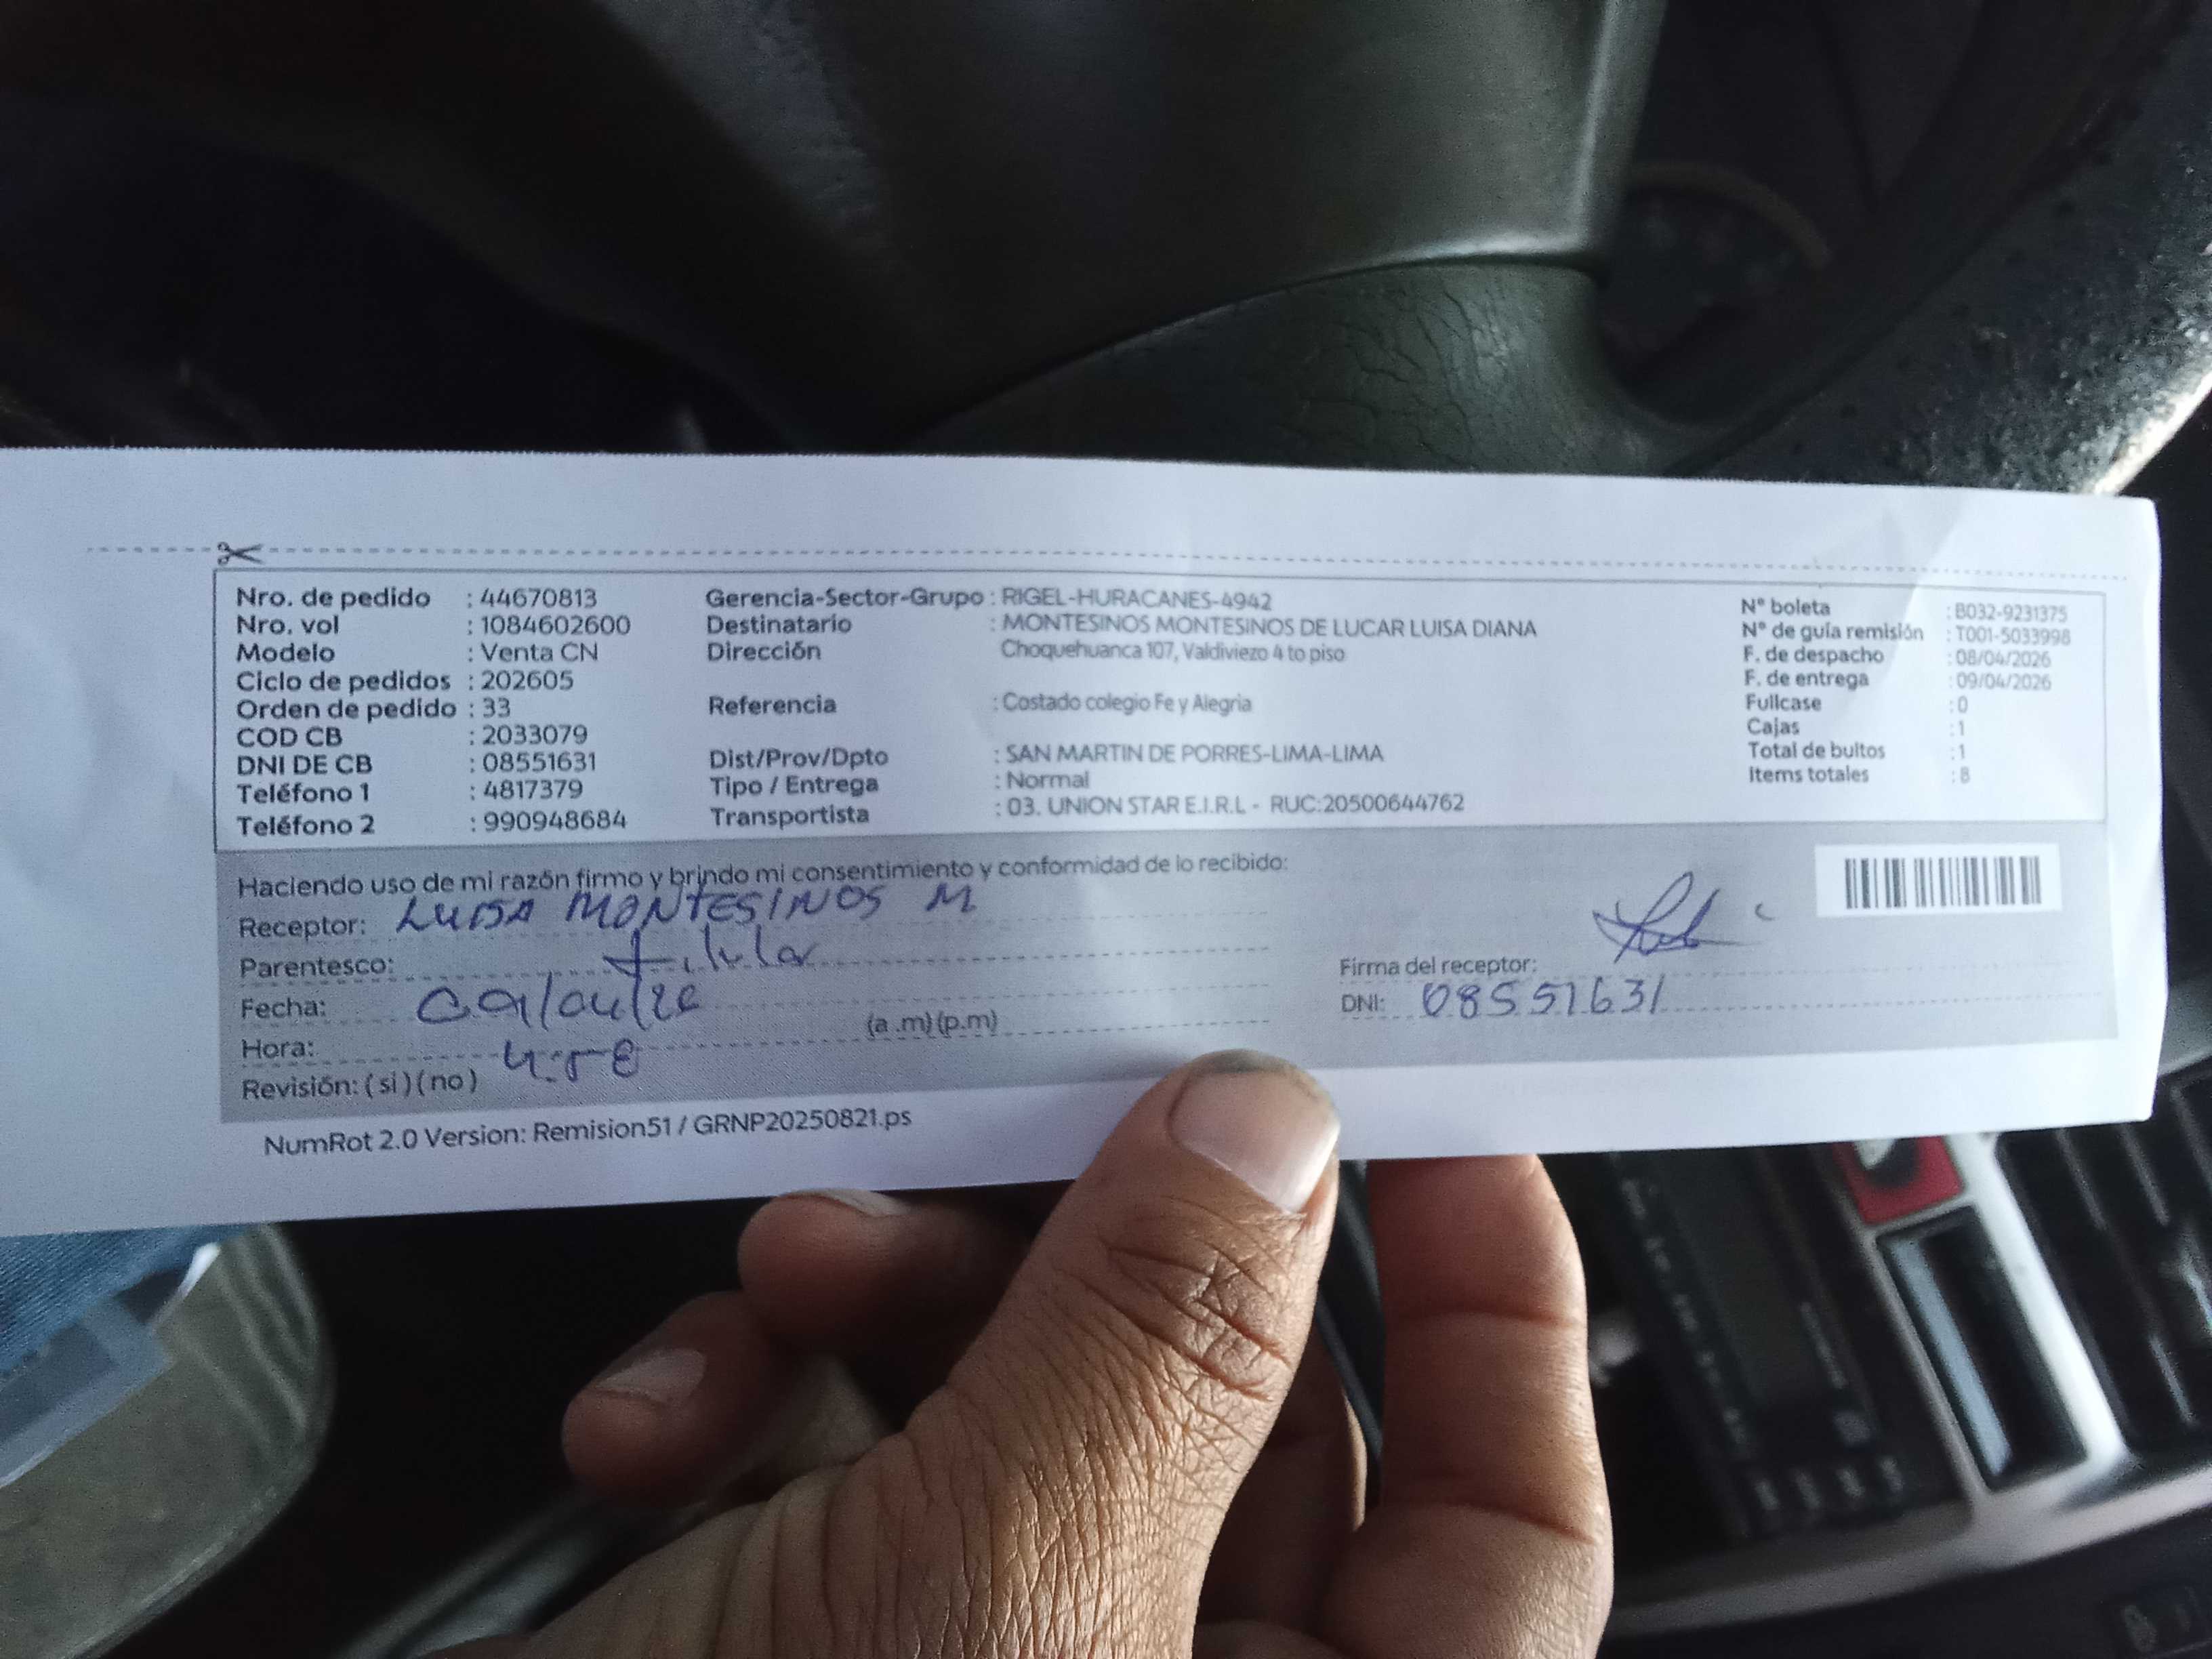 Nro. de pedido : 44670813
Nro. vol : 1084602600
Modelo : Venta CN
Ciclo de pedidos : 202605
Orden de pedido : 33
COD CB : 2033079
DNI DE CB : 08551631
Teléfono 1 : 4817379
Teléfono 2 : 990948684
Gerencia-Sector-Grupo : RIGEL-HURACANES-4942
Destinatario : MONTESINOS MONTESINOS DE LUCAR LUISA DIANA
Dirección Choquehuanca 107, Valdiviezo 4 to piso
Referencia : Costado colegio Fe y Alegria
Dist/Prov/Dpto : SAN MARTIN DE PORRES-LIMA-LIMA
Tipo / Entrega : Normal
Transportista : 03. UNION STAR E.I.R.L - RUC:20500644762
N° boleta : B032-9231375
N° de guía remisión : T001-5033998
F. de despacho : 08/04/2026
F. de entrega : 09/04/2026
Fullcase : 0
Cajas : 1
Total de bultos : 1
Items totales : 8
Haciendo uso de mi razón firmo y brindo mi consentimiento y conformidad de lo recibido:
Receptor: LUISA MONTESINOS M
Parentesco: titular
Fecha: 09/04/26
Hora: 4:58 (a .m) (p.m)
Revisión: ( si ) ( no )
Firma del receptor:
DNI: 08551631
NumRot 2.0 Version: Remision51 / GRNP20250821.ps